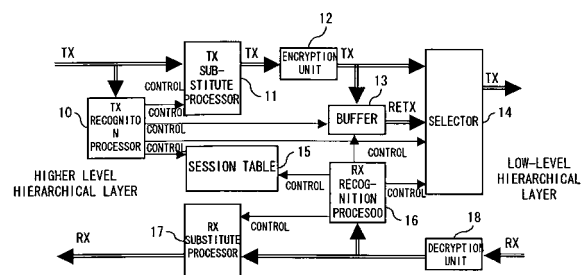 12
TX
TX
SUB-
STITUTE
PROCESSOR
TX
ENCRYPTION
UNIT
TX
13
TX
CONTROL
11
BUFFER
RETX
SELECTOR
14
10
TX
RECOGNITIO
N
PROCESSOR
CONTROL
CONTROL
CONTROL
15
CONTROL
SESSION TABLE
HIGHER LEVEL
HIERARCHICAL LAYER
RX
RECOG-
NITION
PROCESOO
CONTROL
CONTROL
LOW-LEVEL
HIERARCHICAL
LAYER
16
CONTROL
17
RX
SUBSTITUTE
PROCESSOR
18
RX
DECRYPTION
UNIT
RX